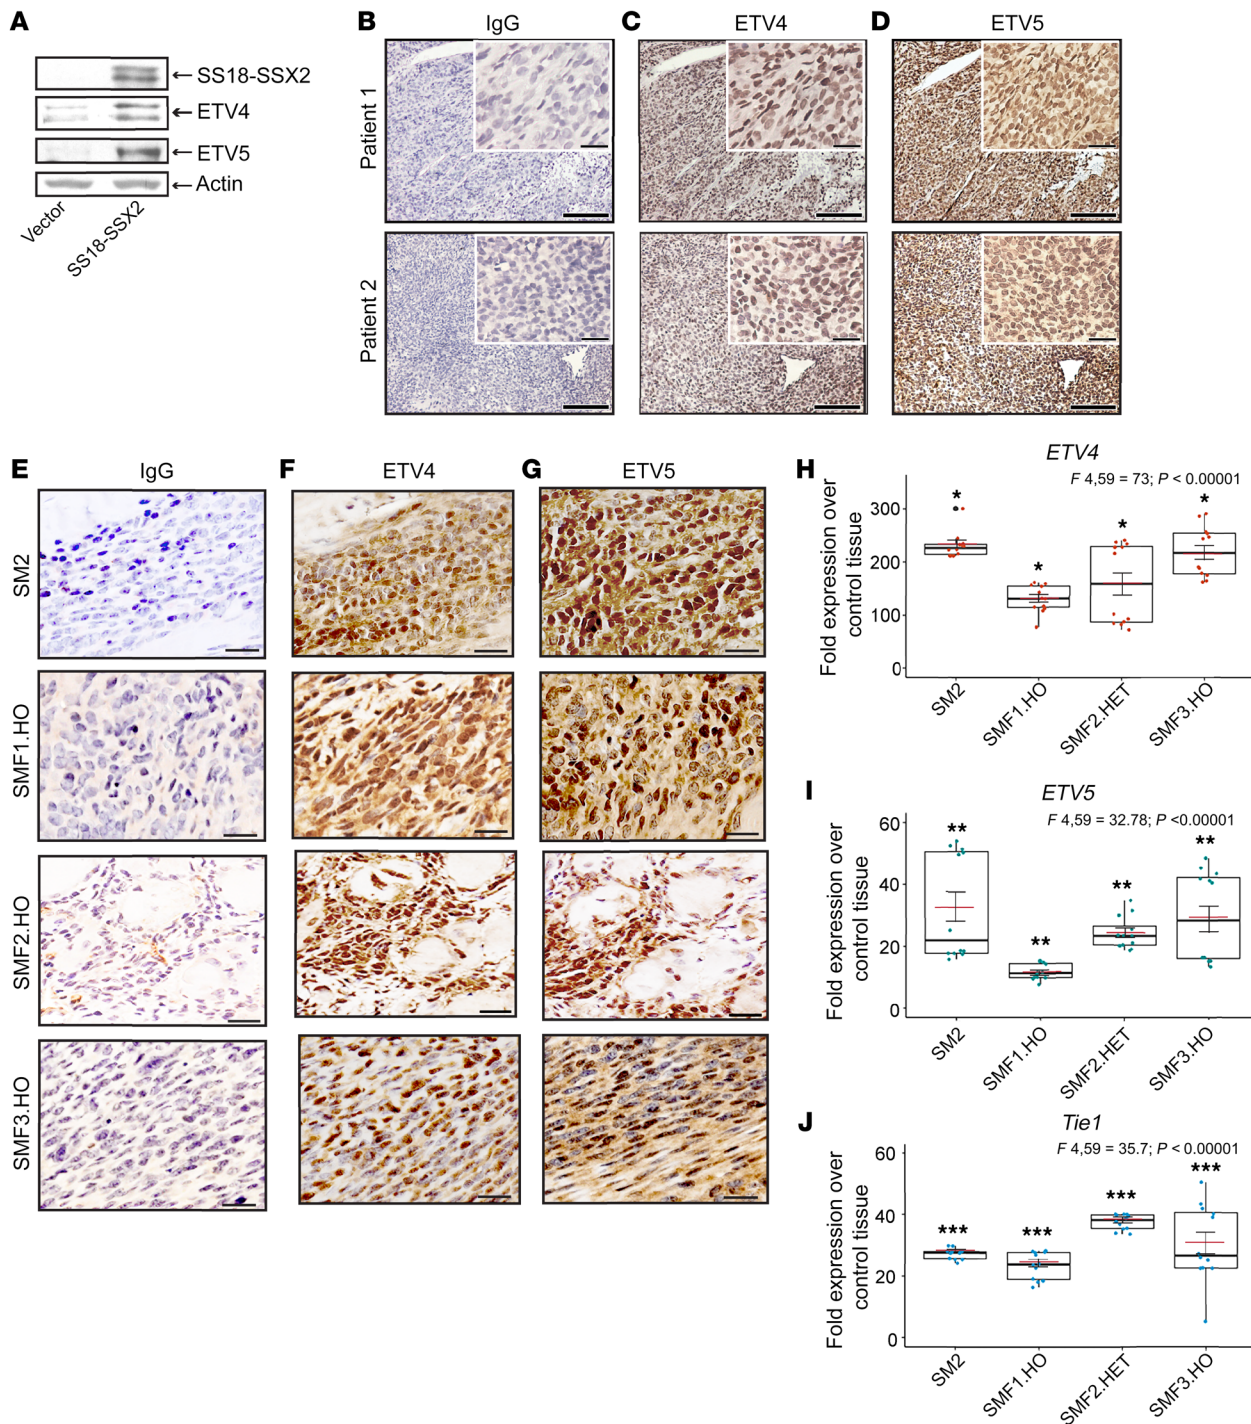 A
← SS18-SSX2
← ETV4
← ETV5
← Actin
Vector
SS18-SSX2
B
IgG
C
ETV4
D
ETV5
Patient 1
Patient 2
E
IgG
F
ETV4
G
ETV5
SM2
SMF1.HO
SMF2.HO
SMF3.HO
H
ETV4
F 4,59 = 73; P < 0.00001
Fold expression over
control tissue
300
200
100
0
*
*
*
*
SM2
SMF1.HO
SMF2.HET
SMF3.HO
I
ETV5
F 4,59 = 32.78; P <0.00001
Fold expression over
control tissue
60
40
20
0
**
**
**
**
SM2
SMF1.HO
SMF2.HET
SMF3.HO
J
Tie1
F 4,59 = 35.7; P < 0.00001
Fold expression over
control tissue
60
40
20
0
***
***
***
***
SM2
SMF1.HO
SMF2.HET
SMF3.HO